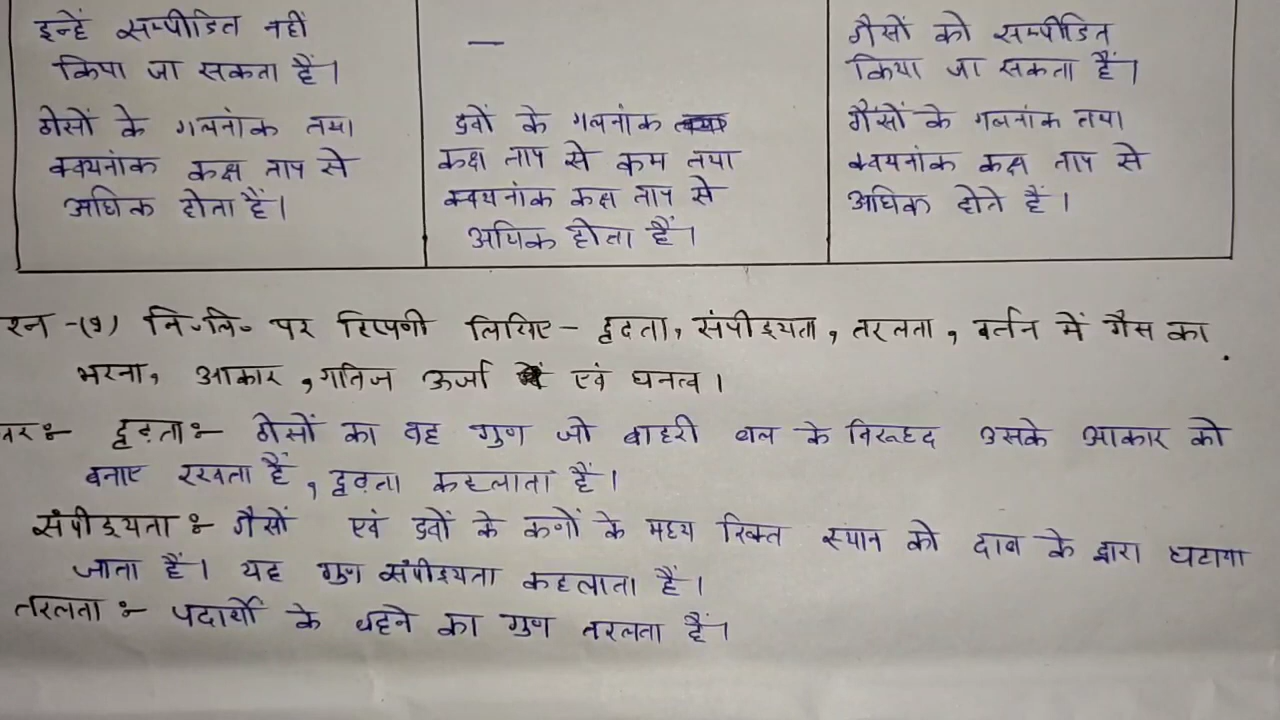 इन्हें सम्पीडित नहीं
किया जा सकता हैं।
ठोसों के गलनांक तथा
क्वथनांक कक्ष ताप से
अधिक होता हैं।
—
द्रवों के गलनांक
कक्ष ताप से कम तथा
क्वथनांक कक्ष ताप से
अधिक होता हैं।
गैसों को सम्पीडित
किया जा सकता हैं।
गैसों के गलनांक तथा
क्वथनांक कक्ष ताप से
अधिक होते हैं।
रन -(9) नि॰लि॰ पर टिप्पणी लिखिए - दृढता, संपीड्यता, तरलता, बर्तन में गैस का
भरना, आकार, गतिज ऊर्जा एवं घनत्व।
तर:- दृढ़ता:- ठोसों का वह गुण जो बाहरी बल के विरूद्द उसके आकार को
बनाए रखता हैं, दृढ़ता कहलाता हैं।
संपीड्यता:- गैसों एवं द्रवों के कणों के मध्य रिक्त स्थान को दाब के द्वारा घटाया
जाता हैं। यह गुण संपीड्यता कहलाता हैं।
तरलता:- पदार्थो के बहने का गुण तरलता हैं।